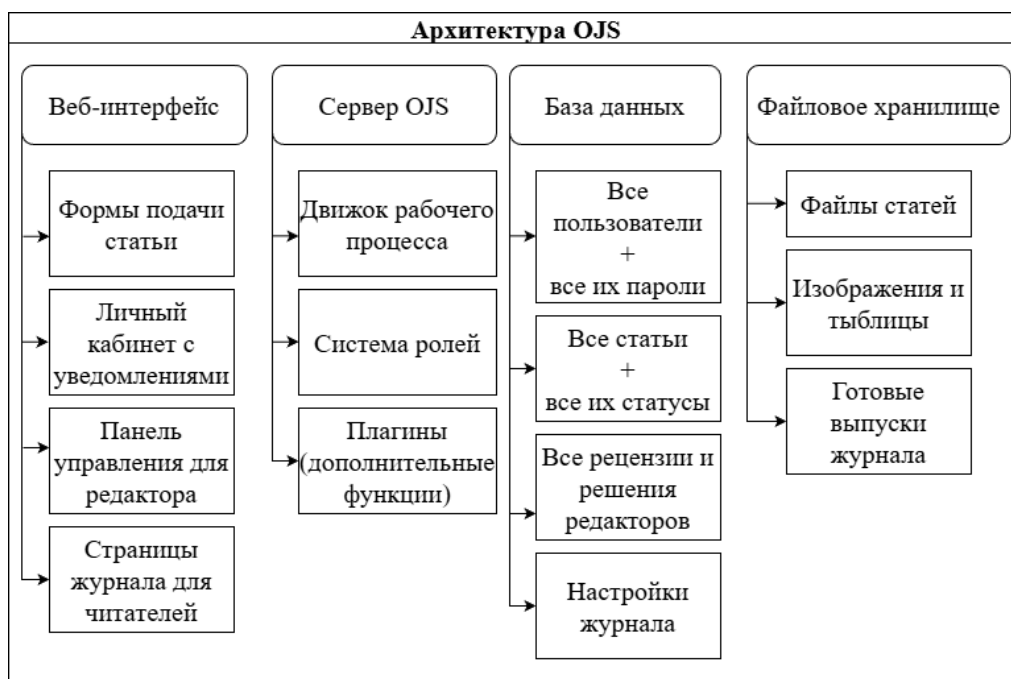 Архитектура OJS
Веб-интерфейс
Формы подачи
статьи
Личный
кабинет с
уведомлениями
Панель
управления для
редактора
Страницы
журнала для
читателей
Сервер OJS
Движок рабочего
процесса
Система ролей
Плагины
(дополнительные
функции)
База данных
Все
пользователи
+
все их пароли
Все статьи
+
все их статусы
Все рецензии и
решения
редакторов
Настройки
журнала
Файловое хранилище
Файлы статей
Изображения и
тыблицы
Готовые
выпуски
журнала